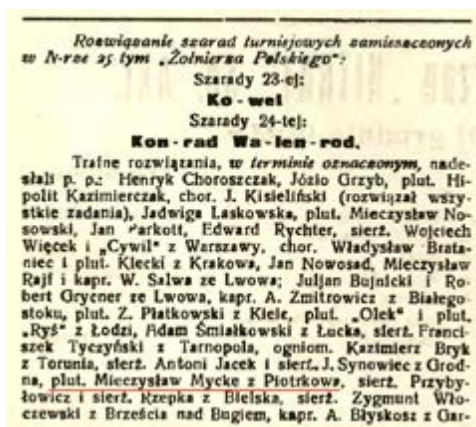 Rozwiązanie szarad turniejowych zamieszczonych
w N-rze 25 tym „Żołnierza Polskiego“:
Szarady 23-ej:
Ko-wel
Szarady 24-tej:
Kon-rad Wa-len-rod.
Trafne rozwiązania, w terminie oznaczonym, nade-
słali p. p.: Henryk Choroszczak, Józio Grzyb, plut. Hi-
polit Kazimierczak, chor. J. Kisieliński (rozwiązał wszy-
stkie zadania), Jadwiga Laskowska, plut. Mieczysław No-
sowski, Jan Parkott, Edward Rychter, sierż. Wojciech
Więcek i „Cywil“ z Warszawy, chor. Władysław Brata-
niec i plut. Klecki z Krakowa, Jan Nowosad, Mieczysław
Rajf i kapr. W. Salwa ze Lwowa; Juljan Bujnicki i Ro-
bert Grycner ze Lwowa, kapr. A. Zmitrowicz z Białego-
stoku, plut. Z. Płatkowski z Kielc, plut. „Olek“ i plut.
„Ryś“ z Łodzi, Adam Śmiałkowski z Łucka, sierż. Franci-
szek Tyczyński z Tarnopola, ogniom. Kazimierz Bryk
z Torunia, sierż. Antoni Jacek i sierż. J. Synowiec z Grod-
na, plut. Mieczysław Mycke z Piotrkowa, sierż. Przyby-
łowicz i sierż. Rzepka z Bielska, sierż. Zygmunt Wło-
czewski z Brześcia nad Bugiem, kapr. A. Błyskosz z Gar-